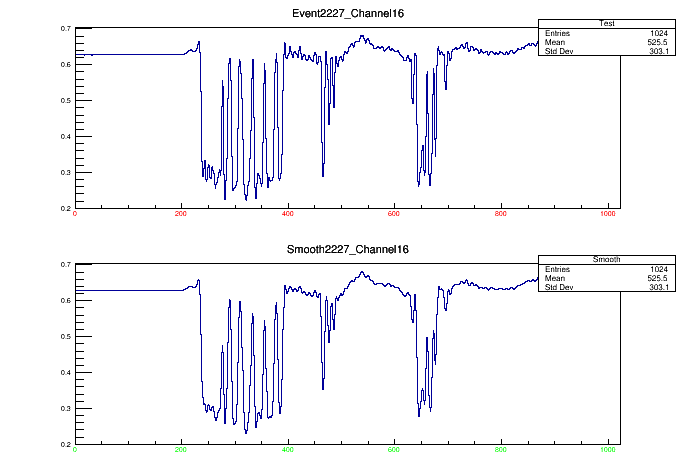 Event2227_Channel16
Test
Entries 1024
Mean 525.5
Std Dev 303.1
0.7
0.6
0.5
0.4
0.3
0.2
0 200 400 600 800 1000
Smooth2227_Channel16
Smooth
Entries 1024
Mean 525.5
Std Dev 303.1
0.7
0.6
0.5
0.4
0.3
0.2
0 200 400 600 800 1000